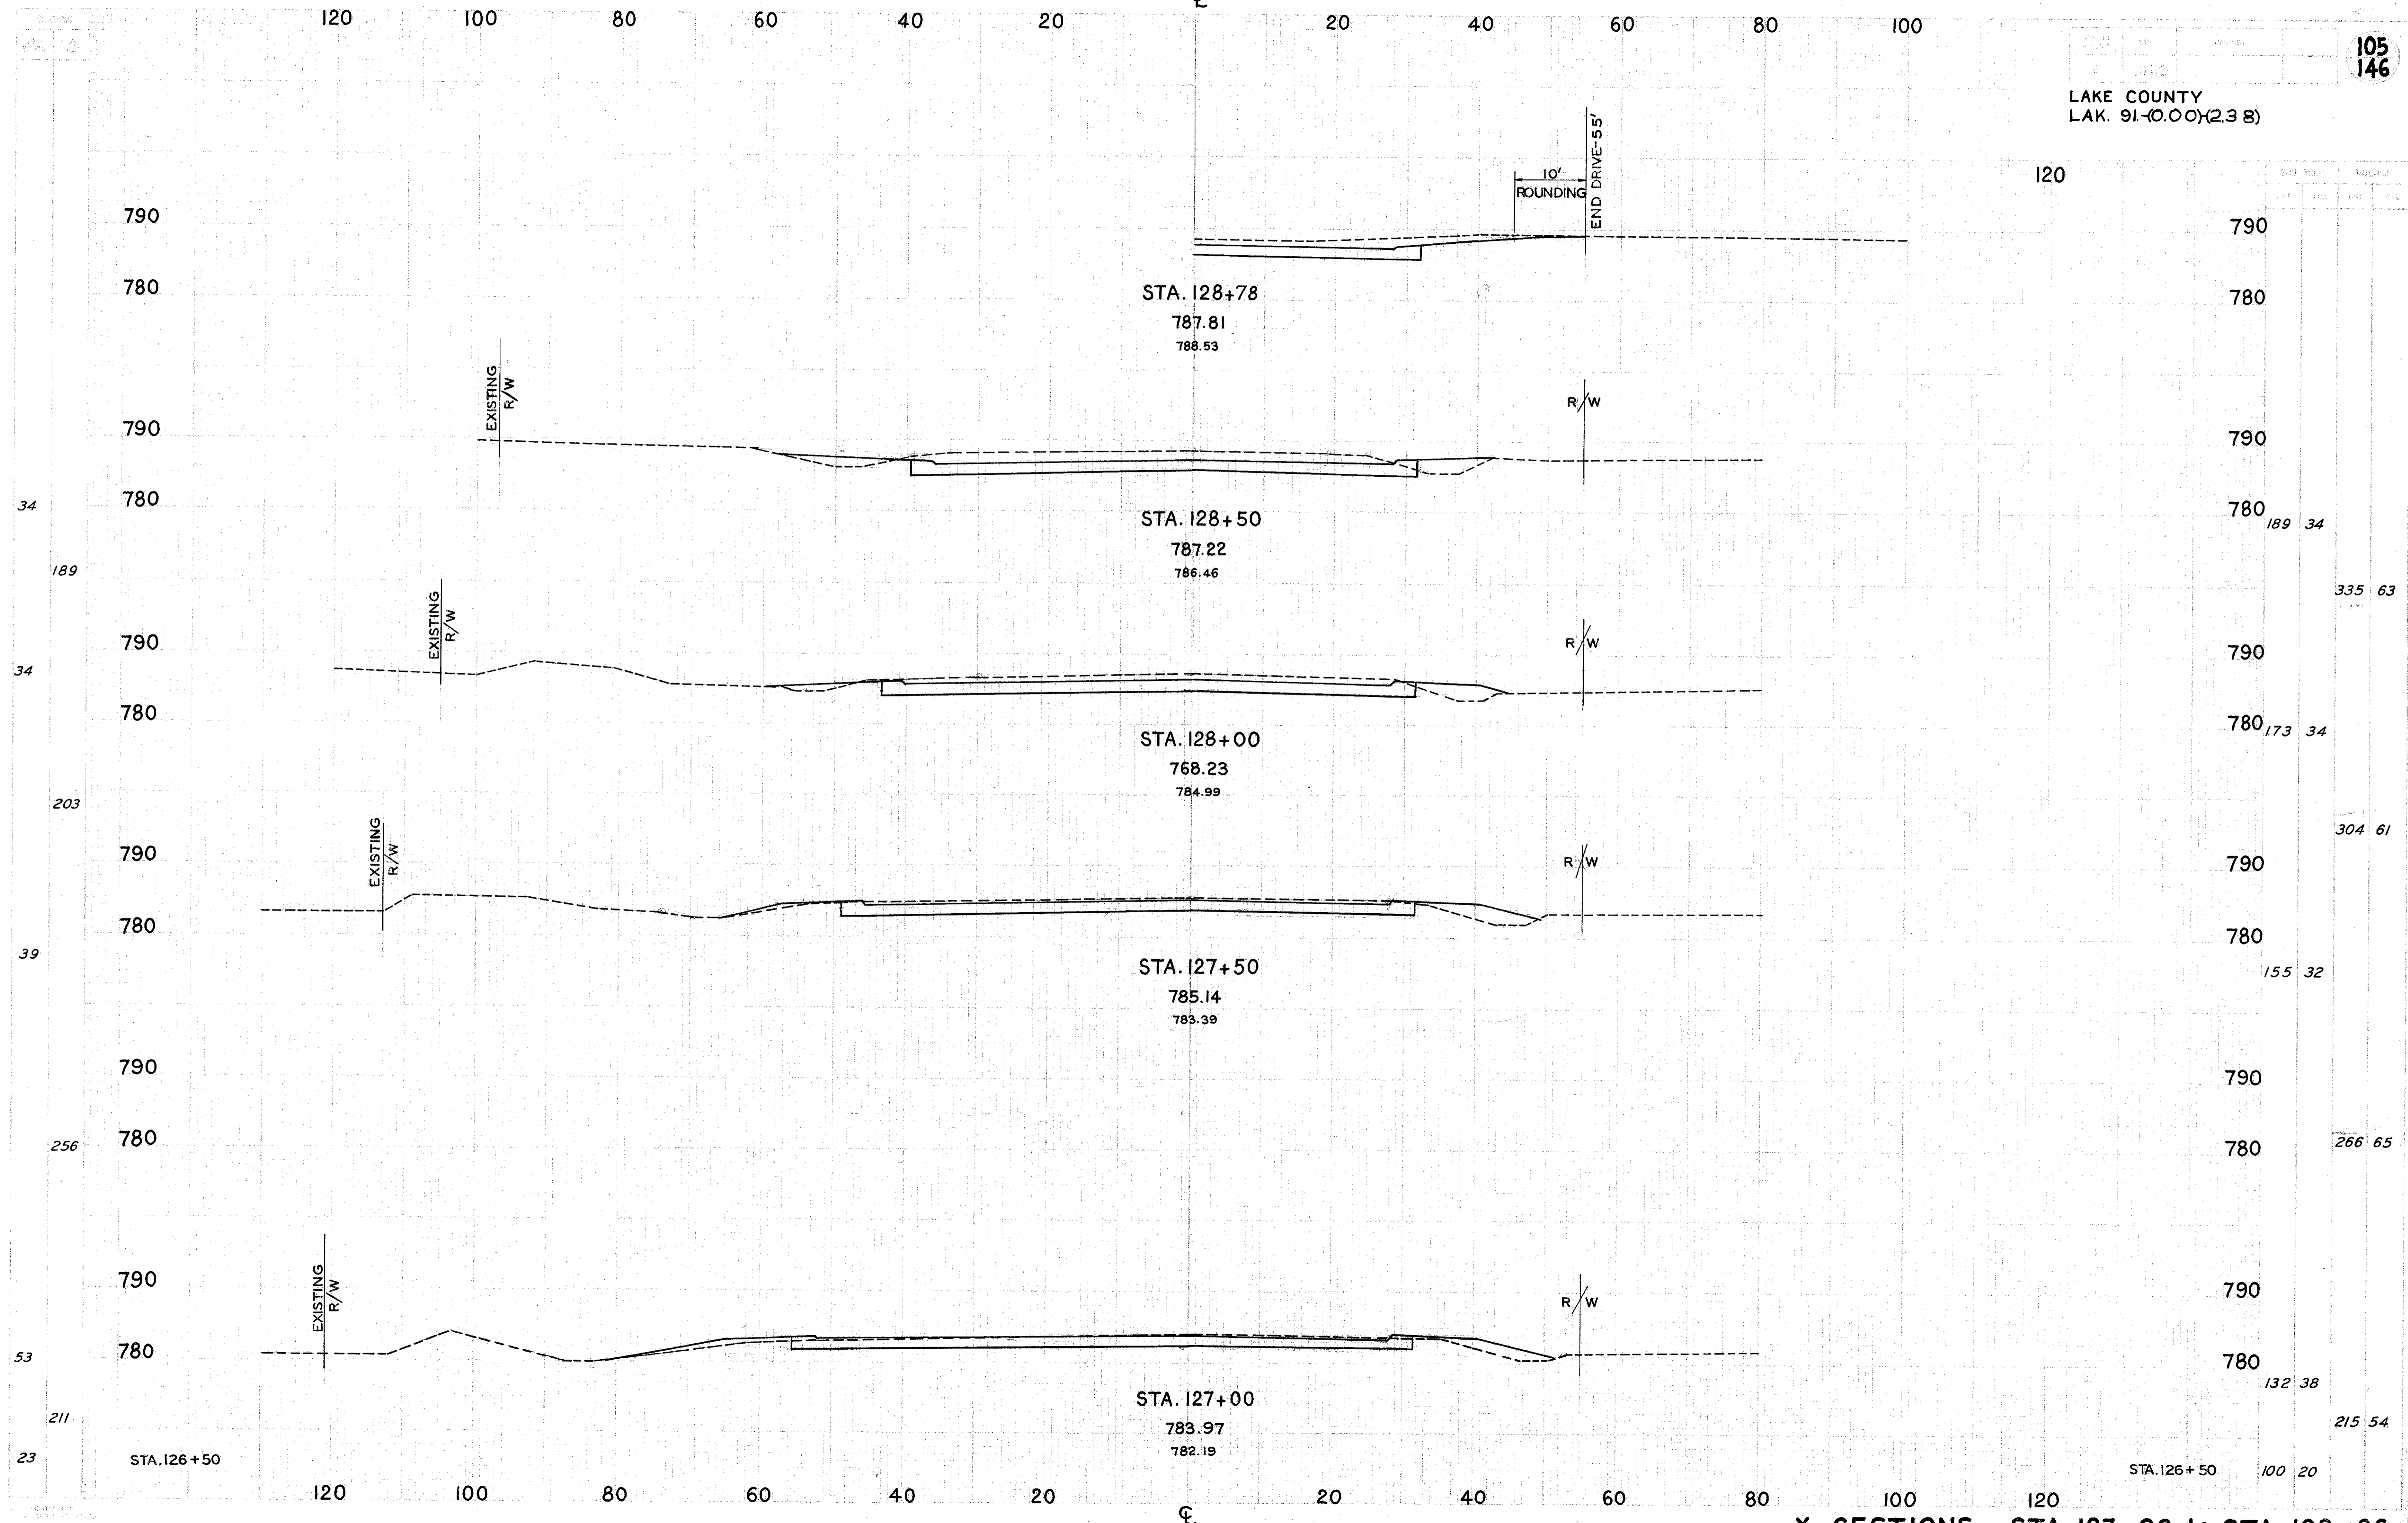 120 100 80 60 40 20 ℄ 20 40 60 80 100
105
146
LAKE COUNTY
LAK. 91-(0.00)-(2.38)
120
10'
ROUNDING
END DRIVE-55'
790 790
780 780
STA. 128+78
787.81
788.53
EXISTING
R/W
R/W
790 790
780 780
34 189 34
STA. 128+50
787.22
786.46
189 335 63
EXISTING
R/W
R/W
790 790
34
780 780
173 34
STA. 128+00
768.23
784.99
203 304 61
EXISTING
R/W
R/W
790 790
780 780
39 155 32
STA. 127+50
785.14
783.39
790 790
780 780
256 266 65
EXISTING
R/W
R/W
790 790
780 780
53 132 38
STA. 127+00
783.97
782.19
211 215 54
23 STA. 126+50 STA. 126+50 100 20
120 100 80 60 40 20 ℄ 20 40 60 80 100 120